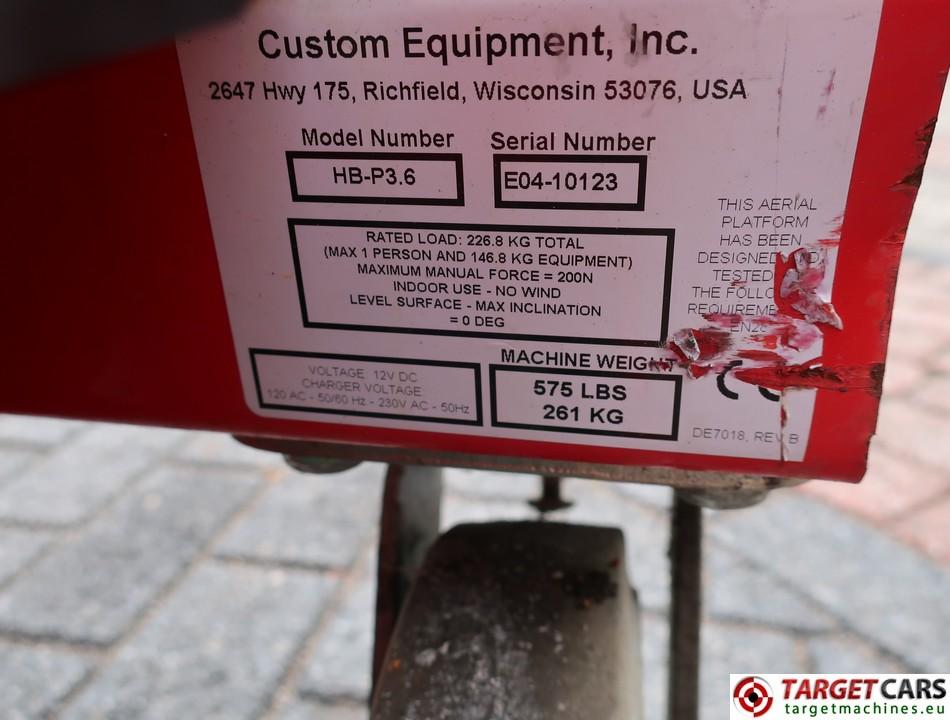 Custom Equipment, Inc.
2647 Hwy 175, Richfield, Wisconsin 53076, USA
Model Number
HB-P3.6
Serial Number
E04-10123
RATED LOAD: 226.8 KG TOTAL
(MAX 1 PERSON AND 146.8 KG EQUIPMENT)
MAXIMUM MANUAL FORCE = 200N
INDOOR USE - NO WIND
LEVEL SURFACE - MAX INCLINATION
= 0 DEG
THIS AERIAL
PLATFORM
HAS BEEN
DESIGNED
TESTED
THE
VOLTAGE: 12V DC
CHARGER VOLTAGE:
120 AC - 50/60 Hz - 230V AC - 50Hz
MACHINE WEIGHT
575 LBS
261 KG
CE
DE7018, REV B
TARGETCARS
targetmachines.eu